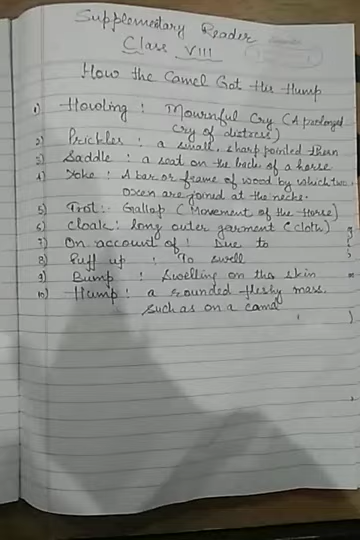 Supplementary Reader
Class VIII
How the Camel Got His Hump
1) Howling : Mournful Cry (A prolonged
cry of distress)
2) Prickles : a small, sharp pointed thorn
3) Saddle : a seat on the back of a horse
4) Yoke : A bar or frame of wood by which two
Oxen are joined at the necks.
5) Trot :- Gallop (Movement of the Horse)
6) Cloak : long outer garment (cloth)
7) On account of : Due to
8) Puff up : To swell
9) Bump : Swelling on the skin
10) Hump : a rounded fleshy mass.
such as on a camel